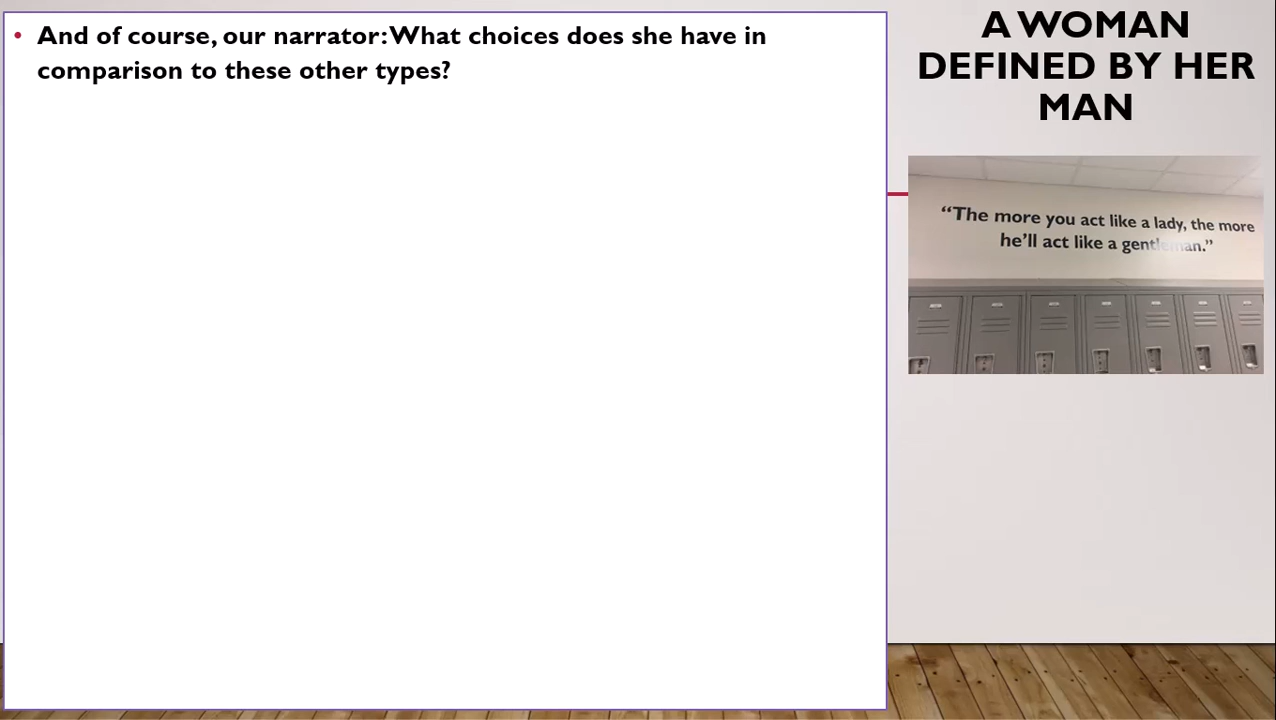 • And of course, our narrator: What choices does she have in
comparison to these other types?
A WOMAN
DEFINED BY HER
MAN
“The more you act like a lady, the more
he’ll act like a gentleman.”